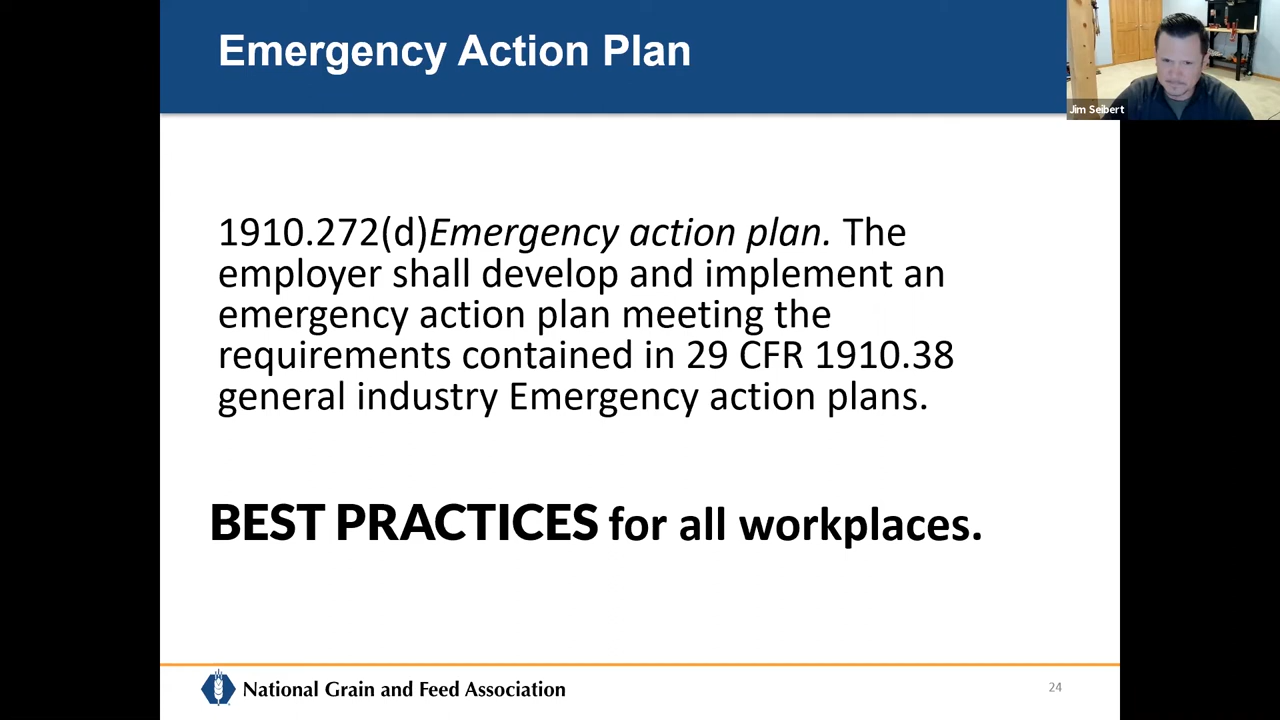 Emergency Action Plan
Jim Seibert
1910.272(d)Emergency action plan. The
employer shall develop and implement an
emergency action plan meeting the
requirements contained in 29 CFR 1910.38
general industry Emergency action plans.
BEST PRACTICES for all workplaces.
National Grain and Feed Association
24